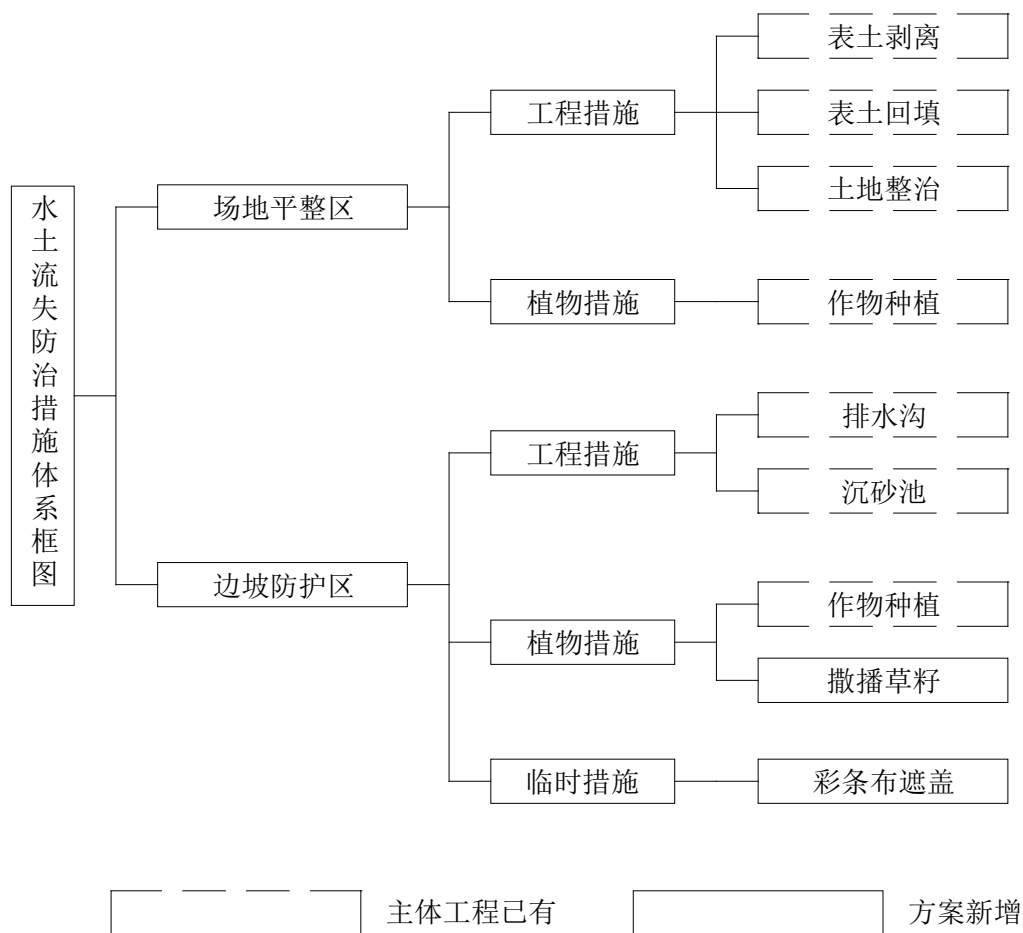 水土流失防治措施体系框图
场地平整区
工程措施
表土剥离
表土回填
土地整治
植物措施
作物种植
边坡防护区
工程措施
排水沟
沉砂池
植物措施
作物种植
撒播草籽
临时措施
彩条布遮盖
主体工程已有
方案新增